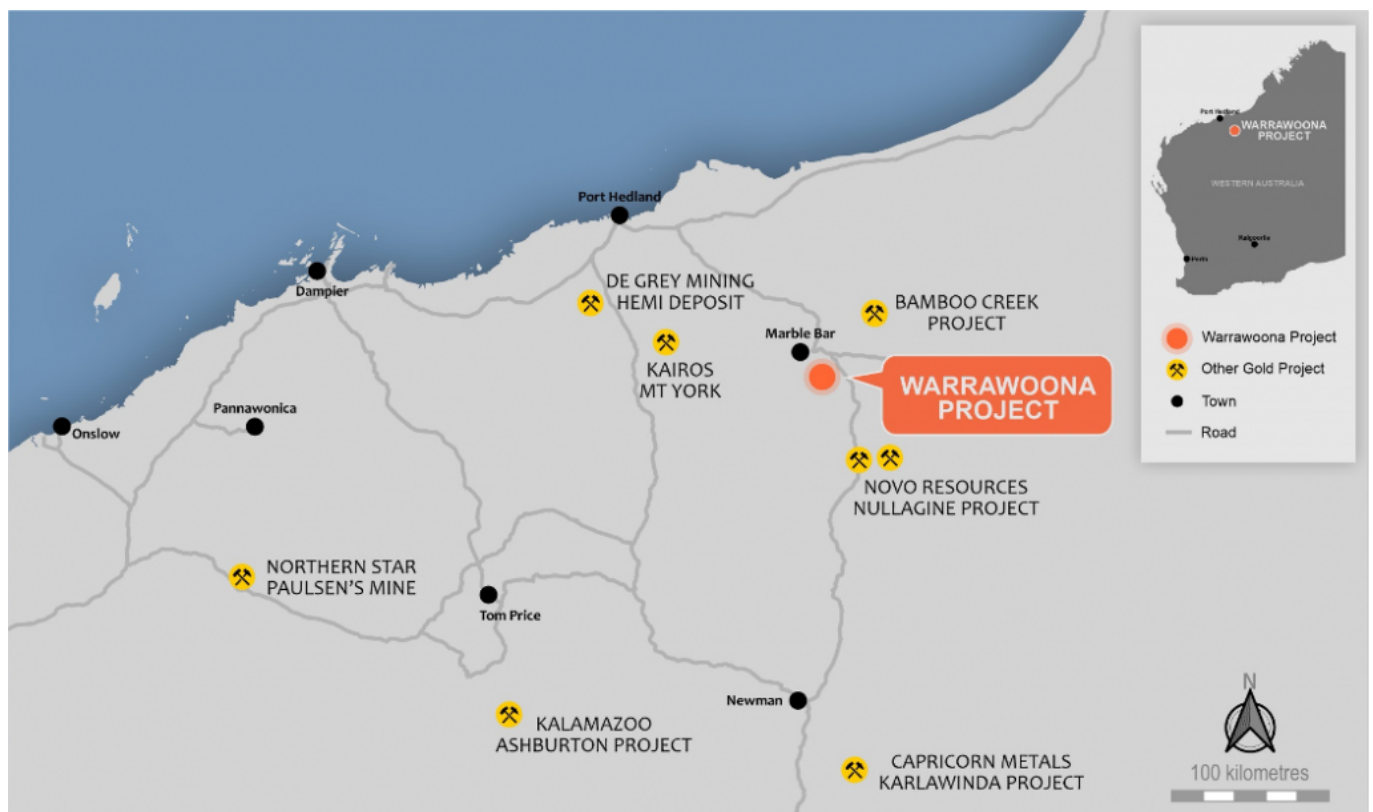 Port Hedland
Dampier
DE GREY MINING
HEMI DEPOSIT
BAMBOO CREEK
PROJECT
Marble Bar
KAIROS
MT YORK
WARRAWOONA
PROJECT
Pannawonica
Onslow
NOVO RESOURCES
NULLAGINE PROJECT
NORTHERN STAR
PAULSEN'S MINE
Tom Price
Newman
KALAMAZOO
ASHBURTON PROJECT
CAPRICORN METALS
KARLAWINDA PROJECT
Port Hedland
WARRAWOONA
PROJECT
WESTERN AUSTRALIA
Kalgoorlie
Perth
Warrawoona Project
Other Gold Project
Town
Road
N
100 kilometres